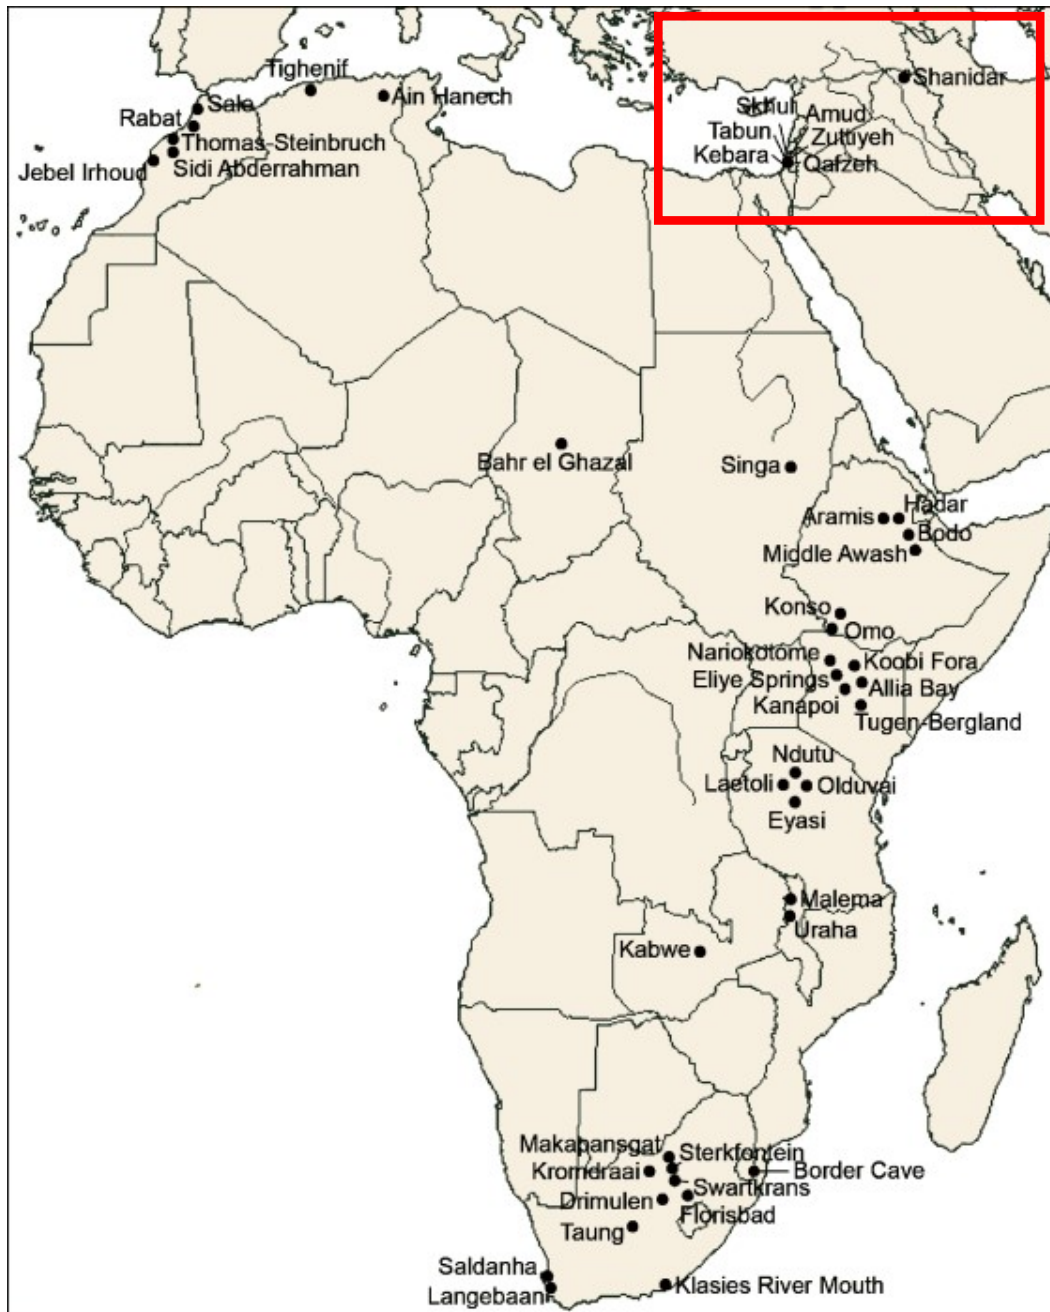 Tighenif
Ain Hanech
Sale
Rabat
Thomas-Steinbruch
Sidi Abderrahman
Jebel Irhoud
Shanidar
Skhul
Amud
Tabun
Zuttiyeh
Kebara
Qafzeh
Bahr el Ghazal
Singa
Hadar
Aramis
Bodo
Middle Awash
Konso
Omo
Nariokotome
Koobi Fora
Eliye Springs
Allia Bay
Kanapoi
Tugen-Bergland
Ndutu
Laetoli
Olduvai
Eyasi
Malema
Uraha
Kabwe
Makapansgat
Sterkfontein
Kromdraai
Border Cave
Swartkrans
Drimulen
Florisbad
Taung
Saldanha
Langebaan
Klasies River Mouth